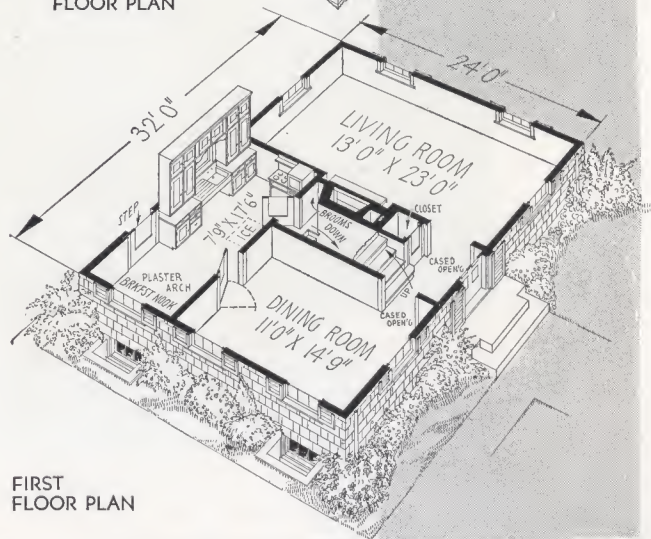 FLOOR PLAN
24'0"
32'0"
LIVING ROOM
13'0" X 23'0"
STEP
7'9" X 17'6"
BROOMS
DOWN
CLOSET
CASED
OPEN'G
UP
CASED
OPEN'G
PLASTER
ARCH
BRKFST NOOK
DINING ROOM
11'0" X 14'9"
FIRST
FLOOR PLAN